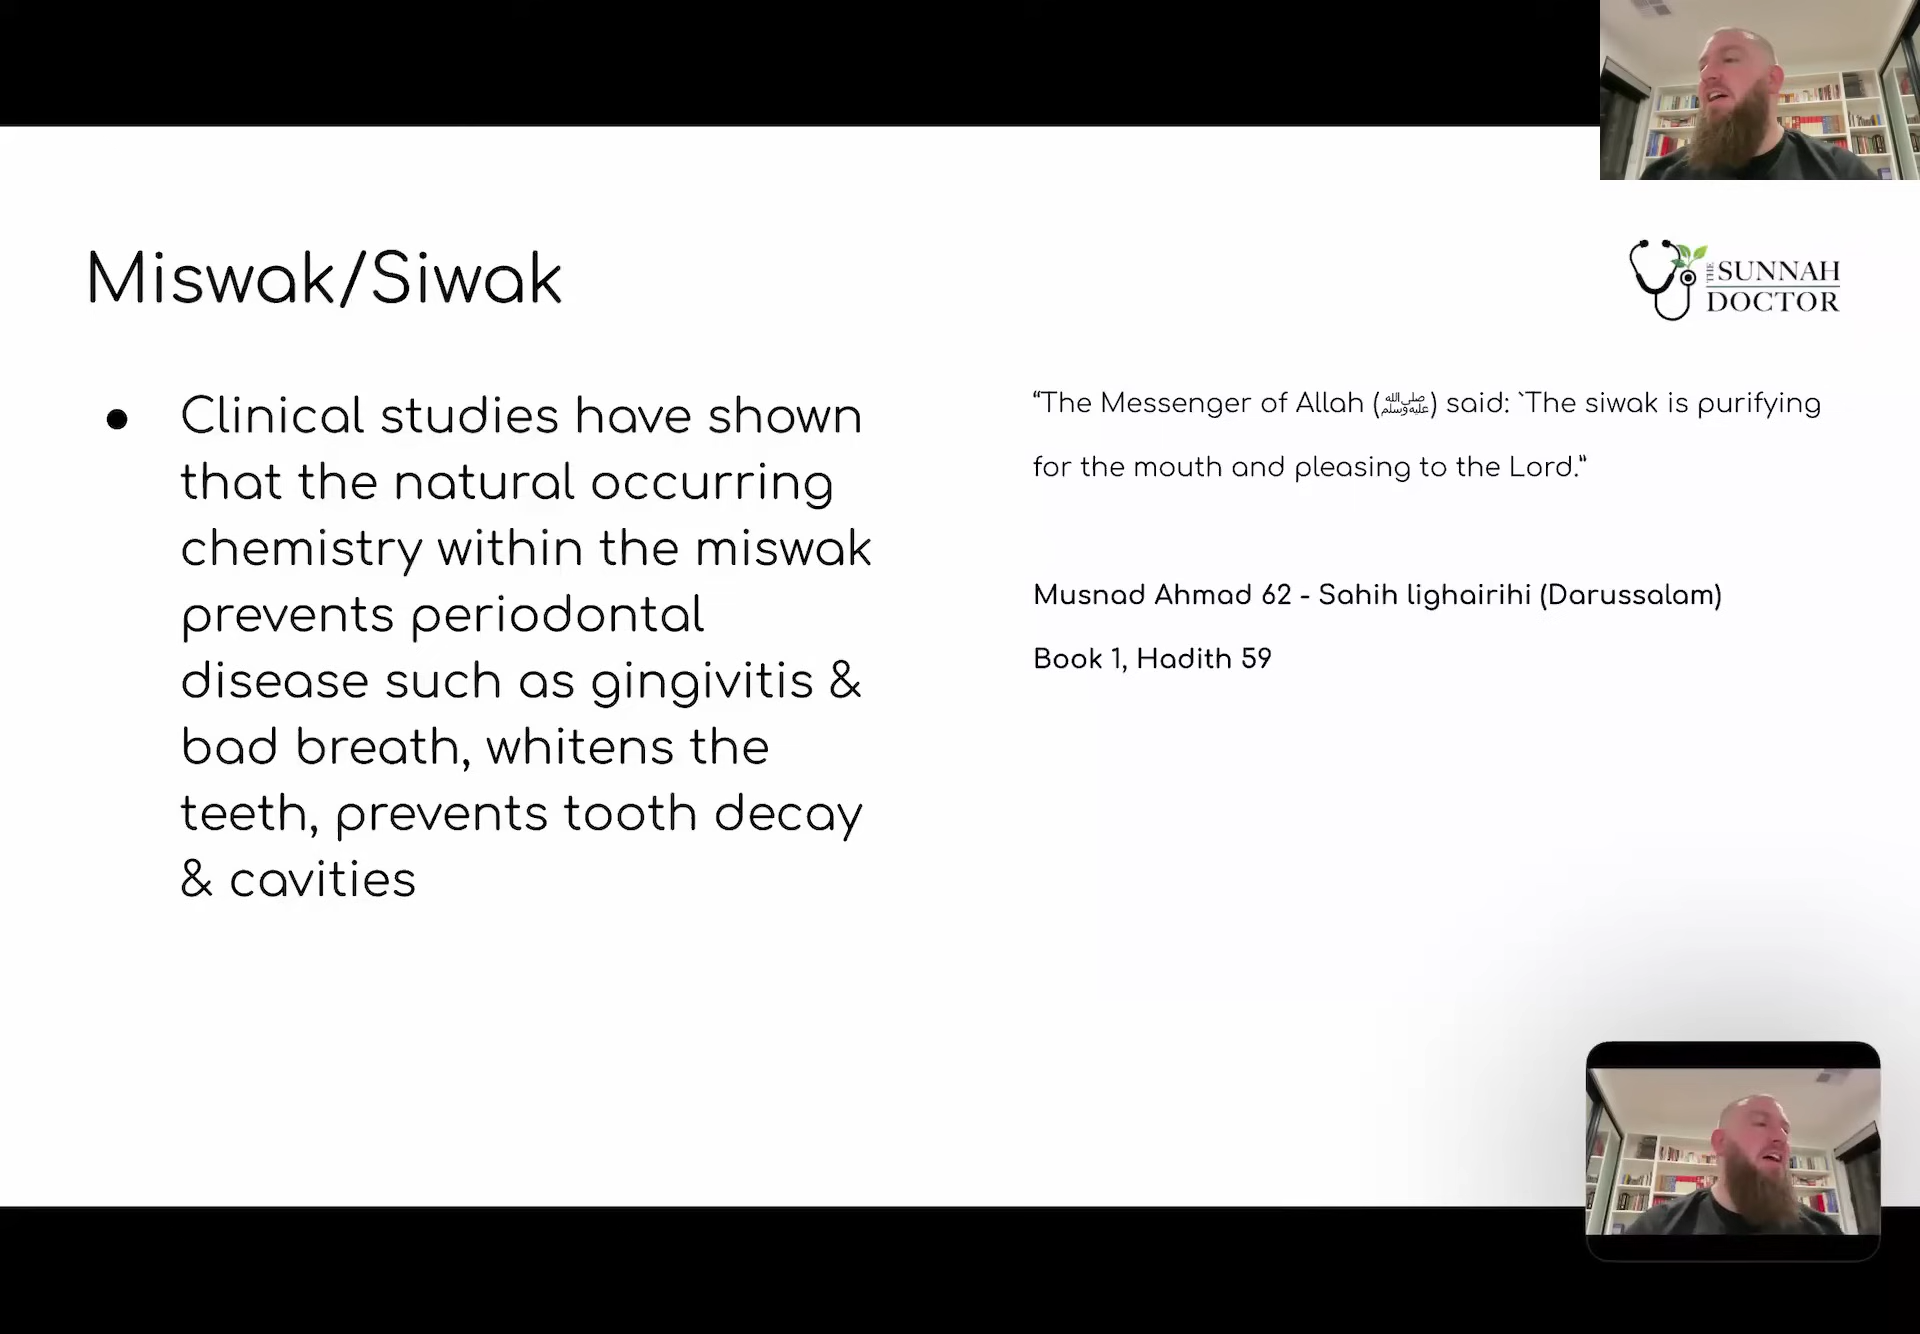 Miswak/Siwak
THE SUNNAH
DOCTOR
● Clinical studies have shown
that the natural occurring
chemistry within the miswak
prevents periodontal
disease such as gingivitis &
bad breath, whitens the
teeth, prevents tooth decay
& cavities
“The Messenger of Allah (ﷺ) said: `The siwak is purifying
for the mouth and pleasing to the Lord.”
Musnad Ahmad 62 - Sahih lighairihi (Darussalam)
Book 1, Hadith 59